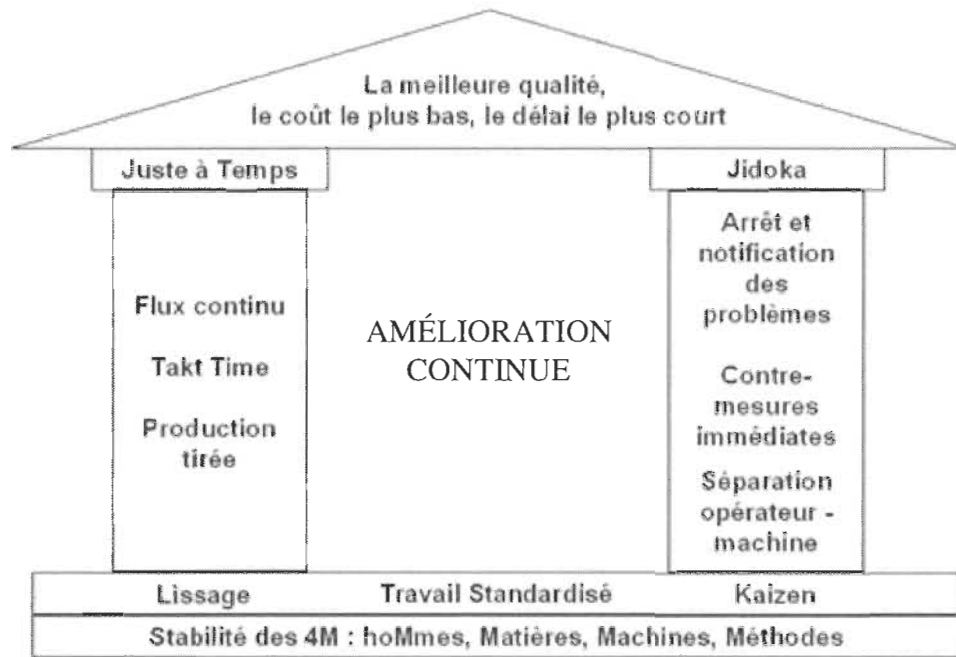 La meilleure qualité,
le coût le plus bas, le délai le plus court
Juste à Temps
Flux continu
Takt Time
Production
tirée
AMÉLIORATION
CONTINUE
Jidoka
Arrêt et
notification
des
problèmes
Contre-
mesures
immédiates
Séparation
opérateur -
machine
Lissage
Travail Standardisé
Kaizen
Stabilité des 4M : hoMmes, Matières, Machines, Méthodes